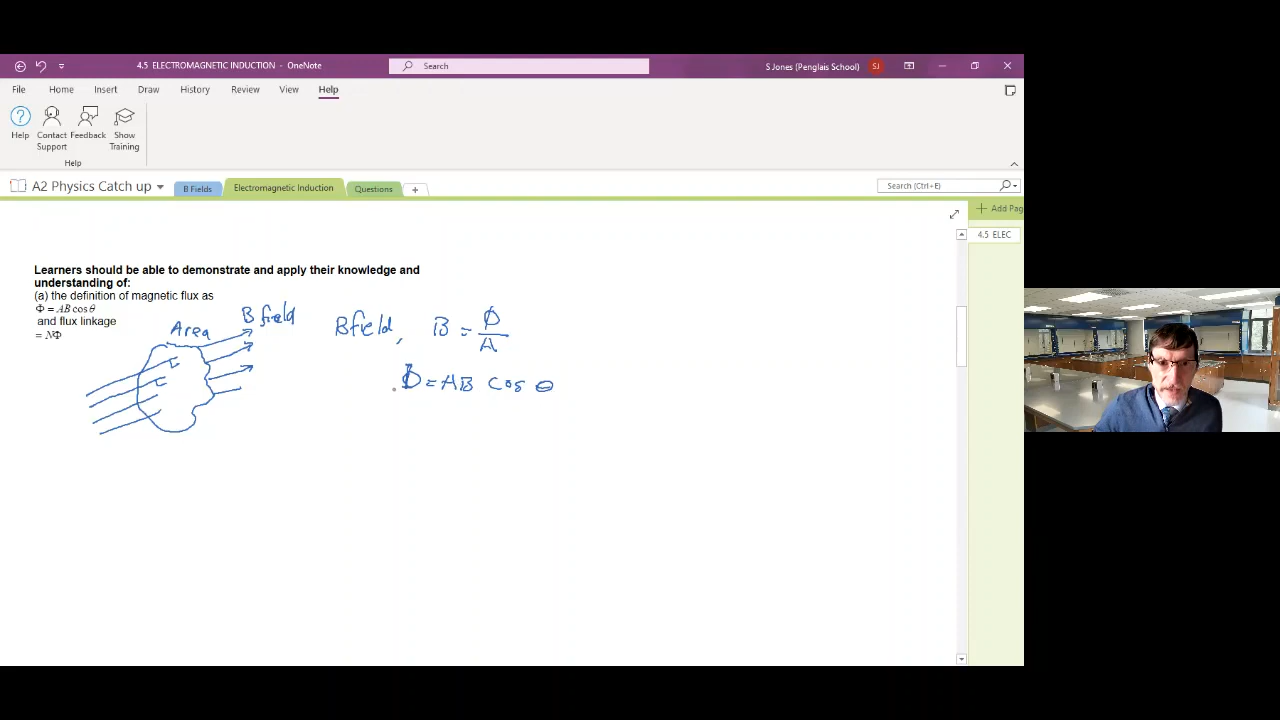 4.5 ELECTROMAGNETIC INDUCTION - OneNote
Search
S Jones (Penglais School)
SJ
File Home Insert Draw History Review View Help
Help
Contact Support
Feedback
Show Training
Help
A2 Physics Catch up
B Fields
Electromagnetic Induction
Questions
+
Search (Ctrl+E)
+ Add Pag
4.5 ELEC
Learners should be able to demonstrate and apply their knowledge and
understanding of:
(a) the definition of magnetic flux as
Φ = AB cos θ
and flux linkage
= NΦ
Area
B field
B field, B = Φ/A
Φ = AB cos θ